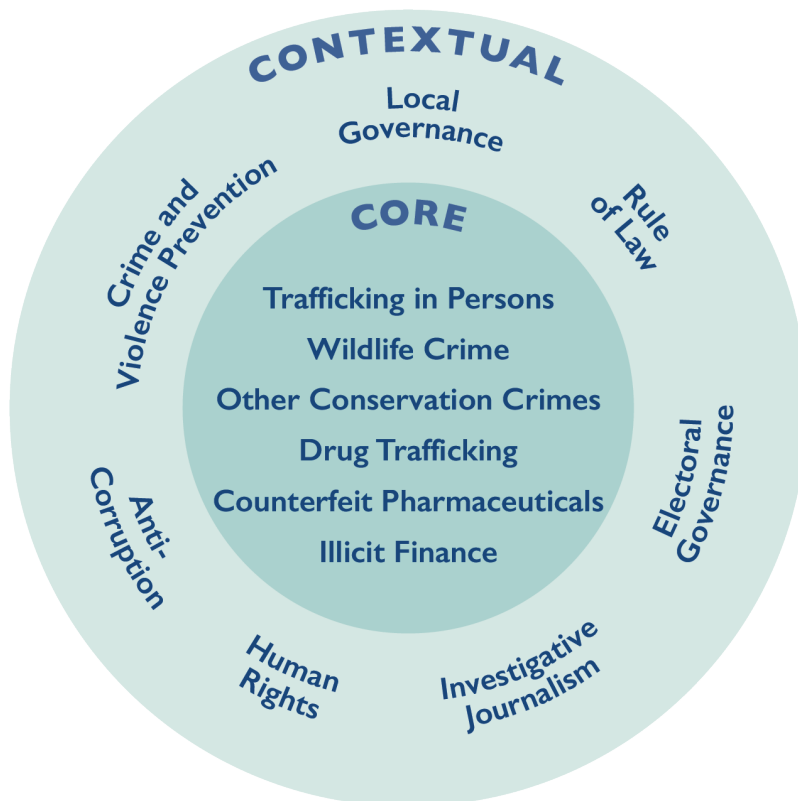 CONTEXTUAL
Local
Governance
Rule
of Law
Electoral
Governance
Investigative
Journalism
Human
Rights
Anti-
Corruption
Crime and
Violence Prevention
CORE
Trafficking in Persons
Wildlife Crime
Other Conservation Crimes
Drug Trafficking
Counterfeit Pharmaceuticals
Illicit Finance